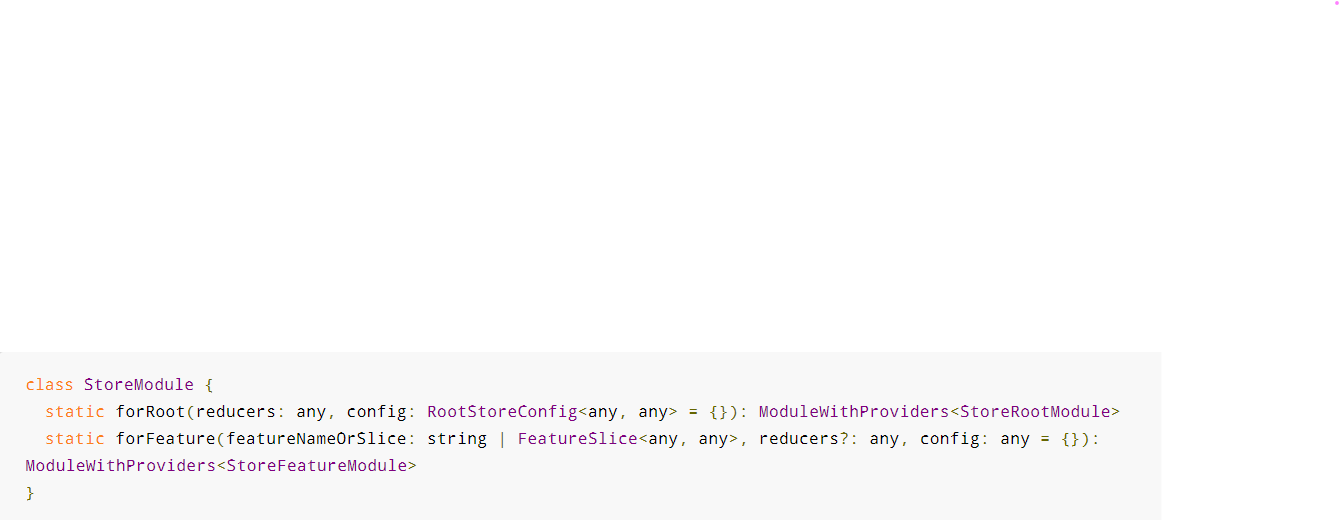 class StoreModule {
static forRoot(reducers: any, config: RootStoreConfig<any, any> = {}): ModuleWithProviders<StoreRootModule>
static forFeature(featureNameOrSlice: string | FeatureSlice<any, any>, reducers?: any, config: any = {}):
ModuleWithProviders<StoreFeatureModule>
}